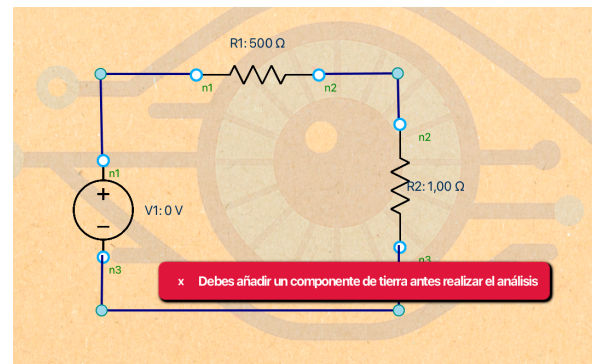 R1: 500 Ω
n1
n2
n2
n1
R2: 1,00 Ω
V1: 0 V
n3
n3
x Debes añadir un componente de tierra antes realizar el análisis